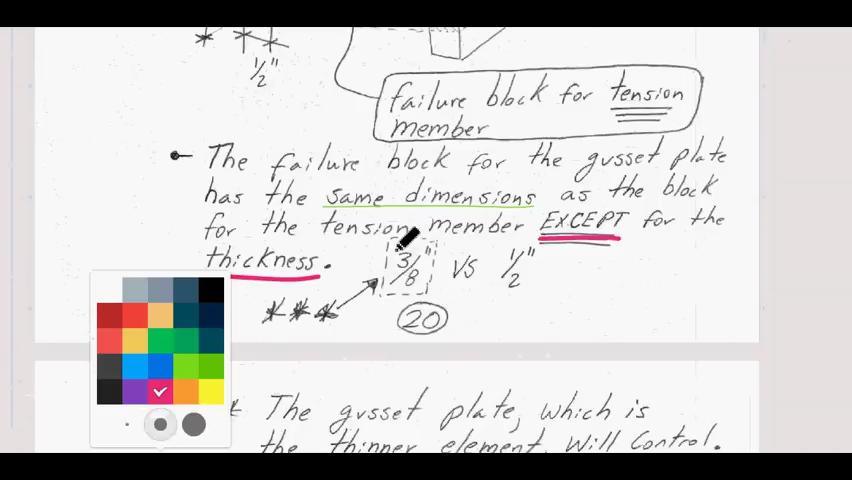 1/2"
failure block for tension
member
The failure block for the gusset plate
has the same dimensions as the block
for the tension member EXCEPT for the
thickness. 3/8" VS 1/2"
20
* The gusset plate, which is
the thinner element, Will Control.